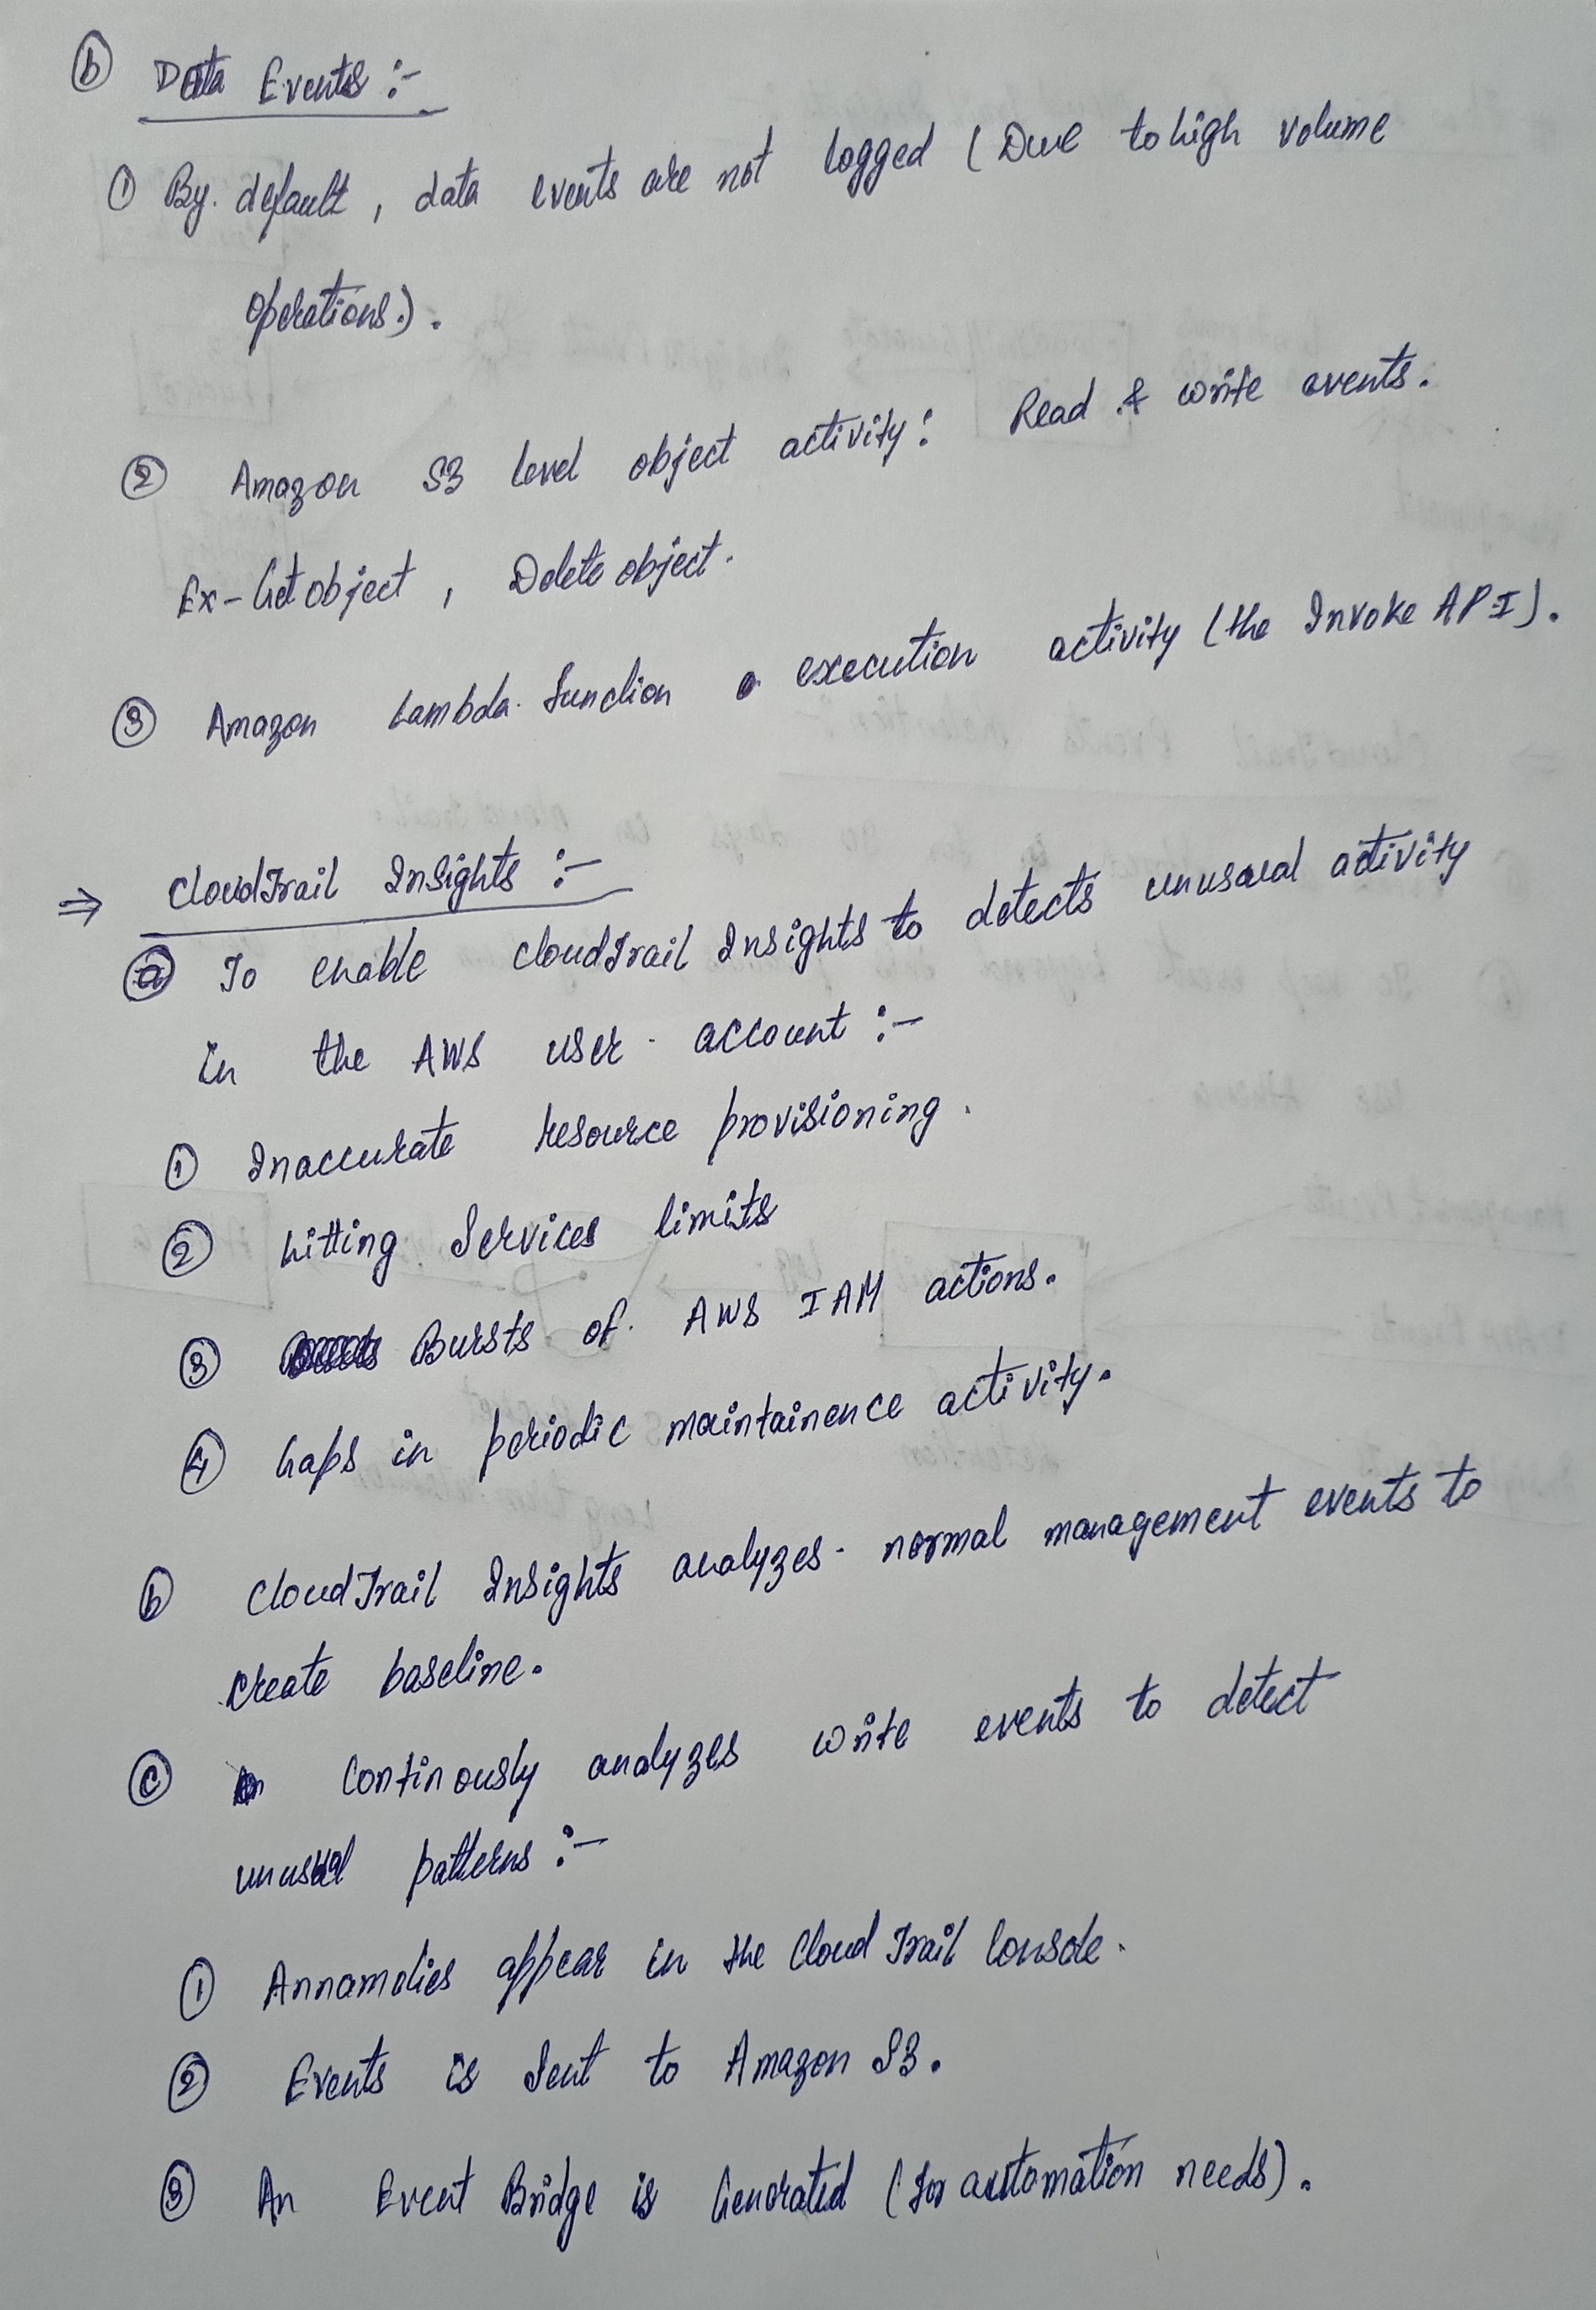 ⓑ Data Events :-
① By default, data events are not logged (Due to high volume
operations.).
② Amazon S3 level object activity: Read & write events.
Ex- Get object, Delete object.
③ Amazon Lambda function execution activity (the Invoke API).
⇒ CloudTrail Insights :-
ⓐ To enable CloudTrail Insights to detects unusual activity
in the AWS user account :-
① Inaccurate resource provisioning.
② hitting Services limits
③ Bursts of AWS IAM actions.
④ Gaps in periodic maintainence activity.
ⓑ CloudTrail Insights analyzes normal management events to
create baseline.
ⓒ Continously analyzes write events to detect
unusual patterns :-
① Annamolies appear in the Cloud Trail Console.
② Events is Sent to Amazon S3.
③ An Event Bridge is Generated (for automation needs).